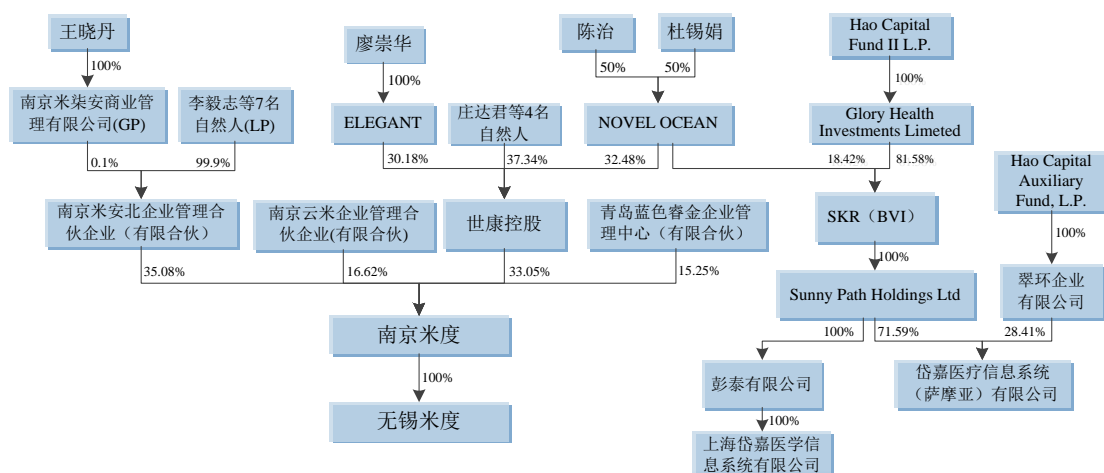 王晓丹
廖崇华
陈治
杜锡娟
Hao Capital
Fund II L.P.
100%
100%
50%
50%
100%
南京米柒安商业管
理有限公司(GP)
李毅志等7名
自然人(LP)
ELEGANT
庄达君等4名
自然人
NOVEL OCEAN
Glory Health
Investments Limeted
0.1%
99.9%
30.18%
37.34%
32.48%
18.42%
81.58%
Hao Capital
Auxiliary
Fund, L.P.
南京米安北企业管理合
伙企业（有限合伙）
南京云米企业管理合
伙企业(有限合伙)
世康控股
青岛蓝色睿金企业管
理中心（有限合伙）
SKR（BVI）
100%
35.08%
16.62%
33.05%
15.25%
100%
Sunny Path Holdings Ltd
翠环企业
有限公司
南京米度
100%
71.59%
28.41%
100%
彭泰有限公司
岱嘉医疗信息系统
（萨摩亚）有限公司
无锡米度
100%
上海岱嘉医学信
息系统有限公司